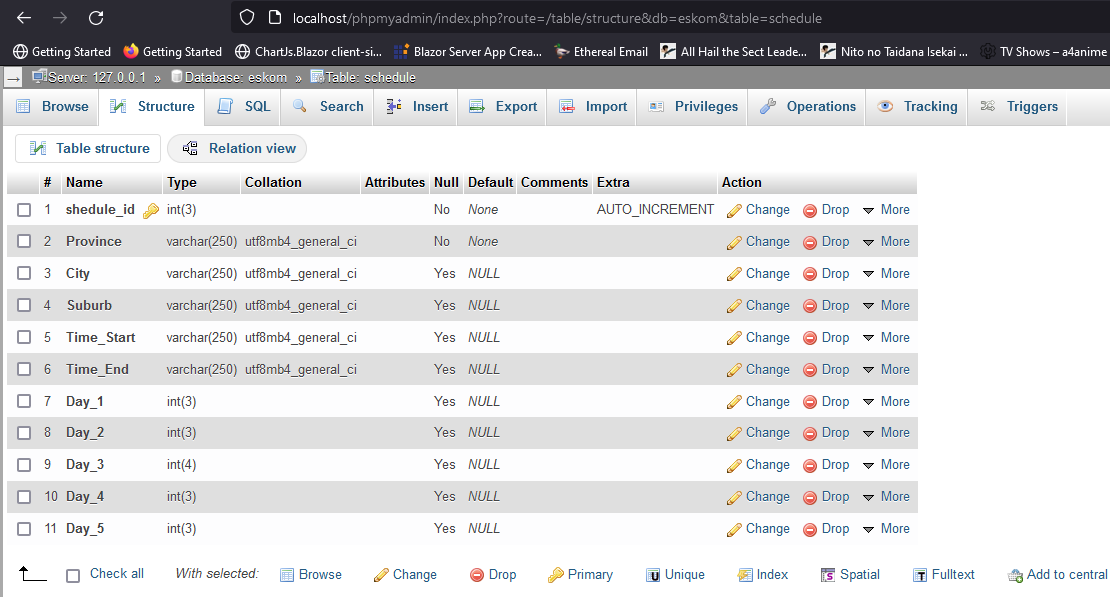 localhost/phpmyadmin/index.php?route=/table/structure&db=eskom&table=schedule
Getting Started Getting Started ChartJs.Blazor client-si... Blazor Server App Crea... Ethereal Email All Hail the Sect Leade... Nito no Taidana Isekai ... TV Shows – a4anime
Server: 127.0.0.1 » Database: eskom » Table: schedule
Browse Structure SQL Search Insert Export Import Privileges Operations Tracking Triggers
Table structure Relation view
# Name Type Collation Attributes Null Default Comments Extra Action
1 shedule_id int(3) No None AUTO_INCREMENT Change Drop More
2 Province varchar(250) utf8mb4_general_ci No None Change Drop More
3 City varchar(250) utf8mb4_general_ci Yes NULL Change Drop More
4 Suburb varchar(250) utf8mb4_general_ci Yes NULL Change Drop More
5 Time_Start varchar(250) utf8mb4_general_ci Yes NULL Change Drop More
6 Time_End varchar(250) utf8mb4_general_ci Yes NULL Change Drop More
7 Day_1 int(3) Yes NULL Change Drop More
8 Day_2 int(3) Yes NULL Change Drop More
9 Day_3 int(4) Yes NULL Change Drop More
10 Day_4 int(3) Yes NULL Change Drop More
11 Day_5 int(3) Yes NULL Change Drop More
Check all With selected: Browse Change Drop Primary Unique Index Spatial Fulltext Add to central